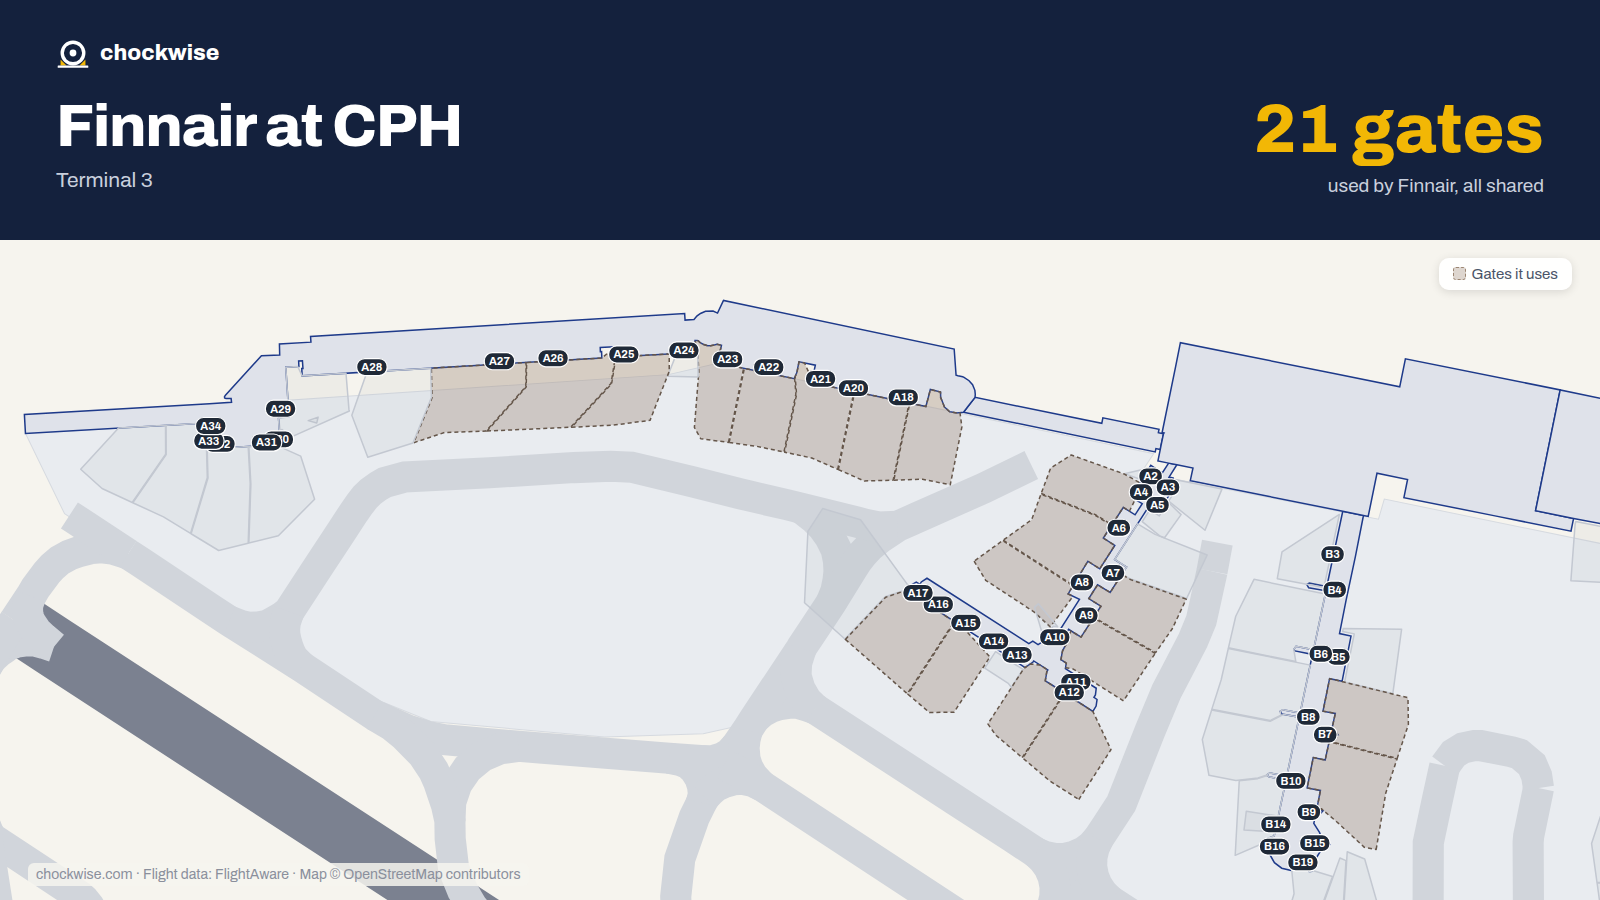 chockwise
Finnair at CPH
Terminal 3
21 gates
used by Finnair, all shared
Gates it uses
A24
A23
A27
A26
A25
A28
A22
A21
A20
A18
A29
A34
A33
A31
A2
A3
A4
A5
A6
A7
A8
A9
A17
A16
A15
A14
A13
A10
A11
A12
B3
B4
B6
B5
B8
B7
B10
B9
B14
B15
B16
B19
chockwise.com · Flight data: FlightAware · Map © OpenStreetMap contributors